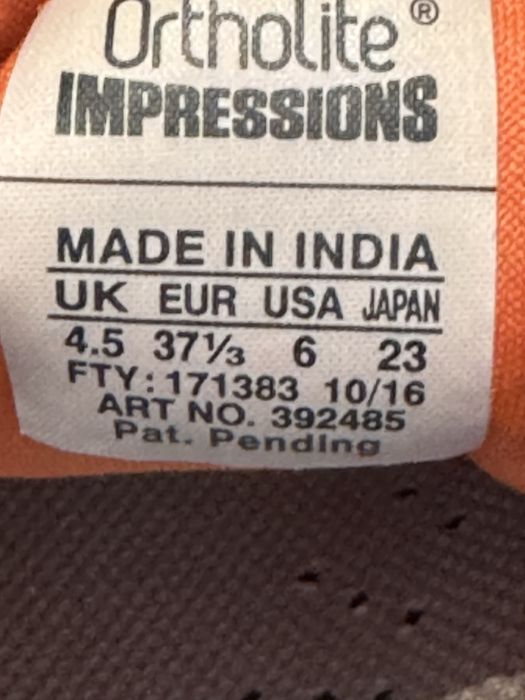 Ortholite®
IMPRESSIONS
MADE IN INDIA
UK EUR USA JAPAN
4.5 37⅓ 6 23
FTY: 171383 10/16
ART NO. 392485
Pat. Pending